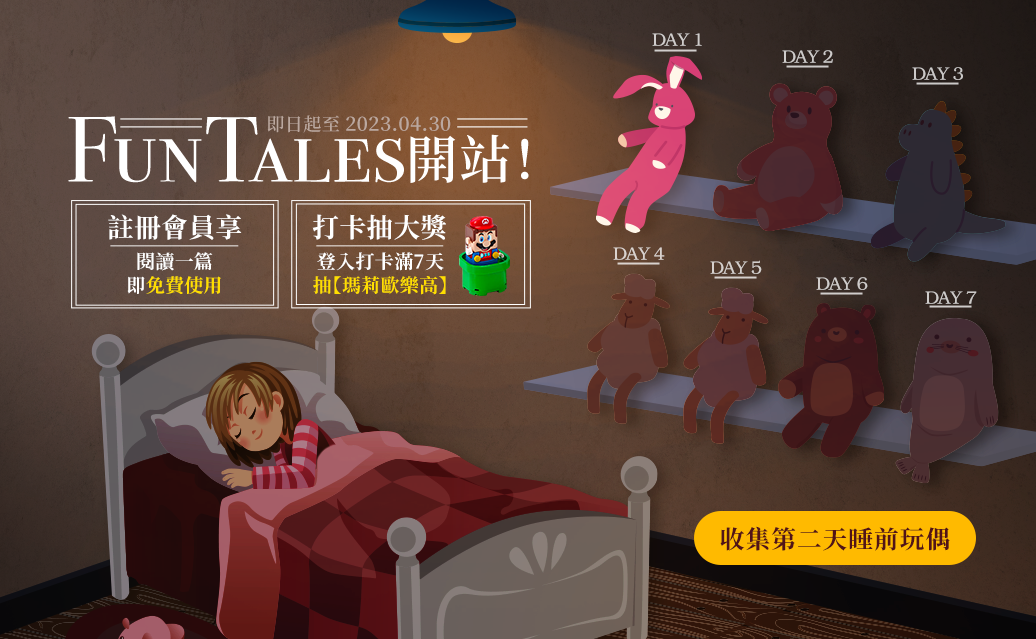 即日起至 2023.04.30
FUNTALES開站!
註冊會員享
閱讀一篇
即免費使用
打卡抽大獎
登入打卡滿7天
抽【瑪莉歐樂高】
DAY 1
DAY 2
DAY 3
DAY 4
DAY 5
DAY 6
DAY 7
收集第二天睡前玩偶